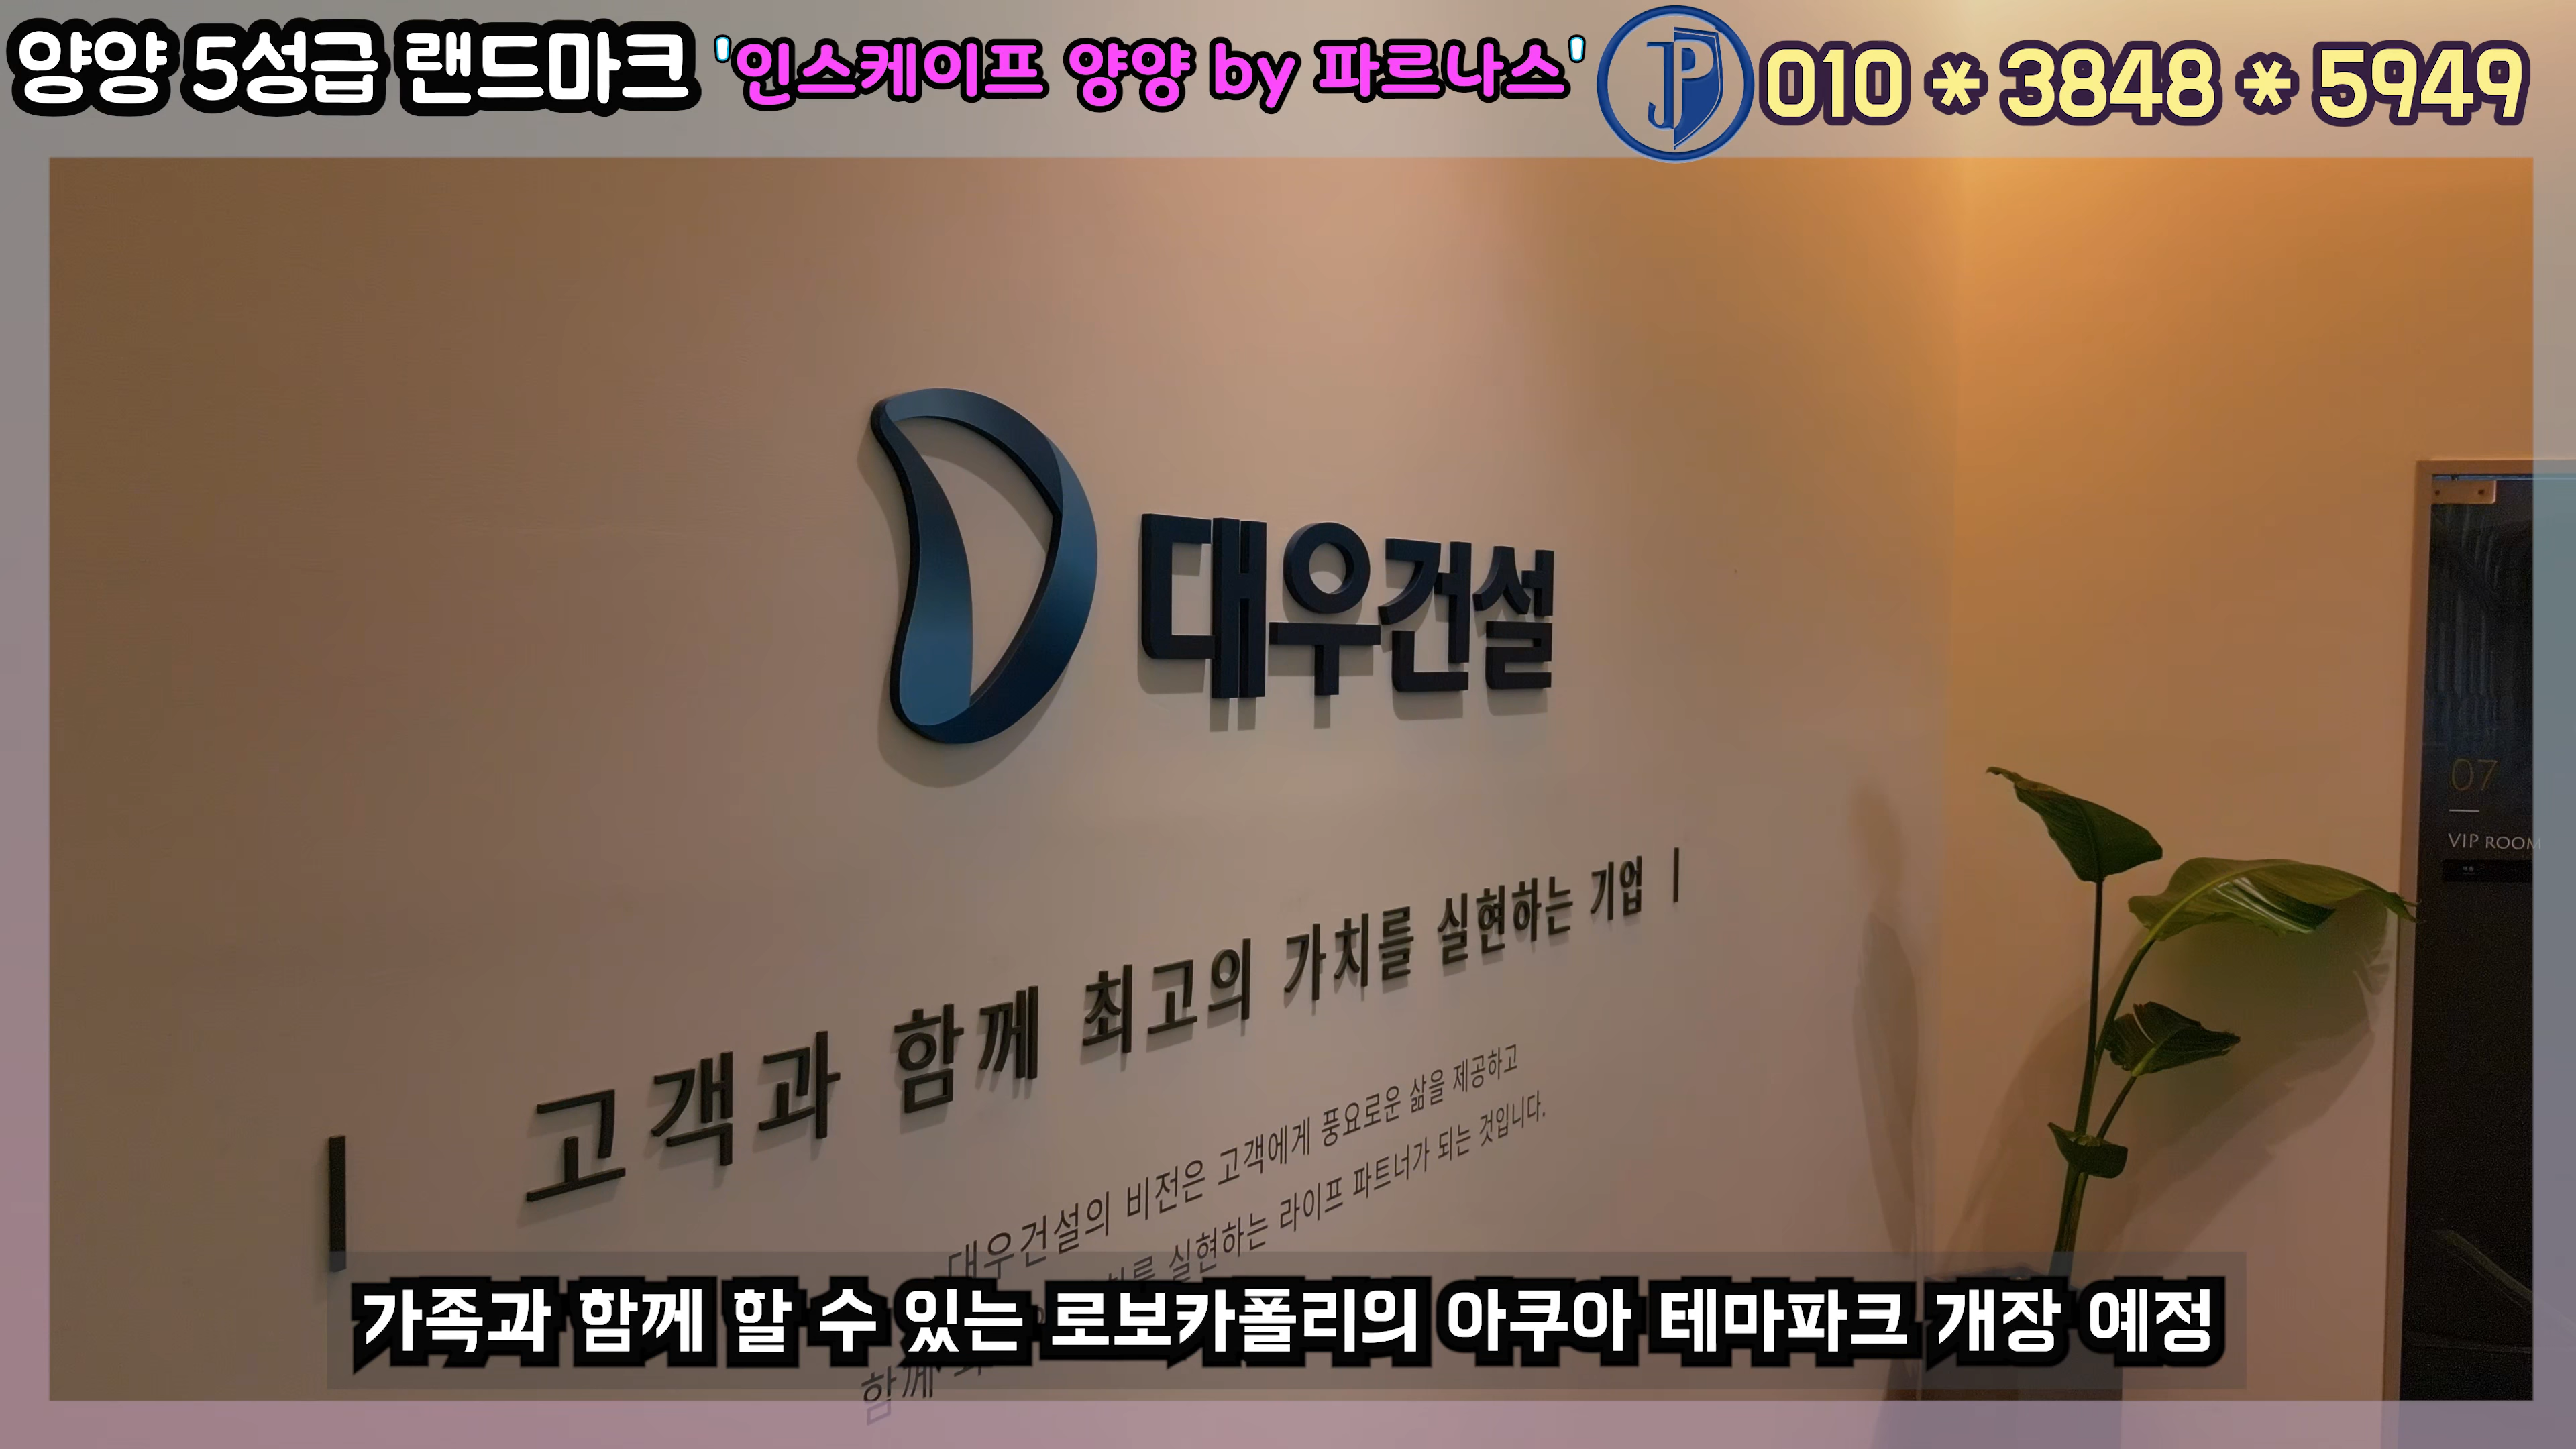 양양 5성급 랜드마크 '인스케이프 양양 by 파르나스' JP 010 * 3848 * 5949
대우건설
07
VIP ROOM
| 고객과 함께 최고의 가치를 실현하는 기업 |
대우건설의 비전은 고객에게 풍요로운 삶을 제공하고
함께 실현하는 라이프 파트너가 되는 것입니다.
가족과 함께 할 수 있는 로보카폴리의 아쿠아 테마파크 개장 예정